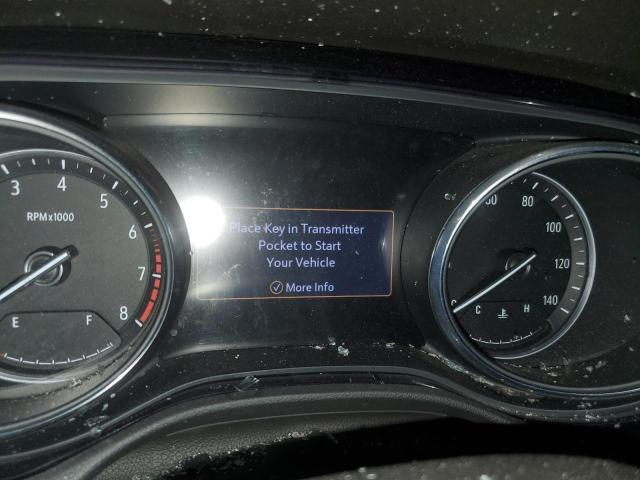 Place Key in Transmitter
Pocket to Start
Your Vehicle
More Info
3 4 5 6 7 8
RPMx1000
E F
80 100 120 140
C H